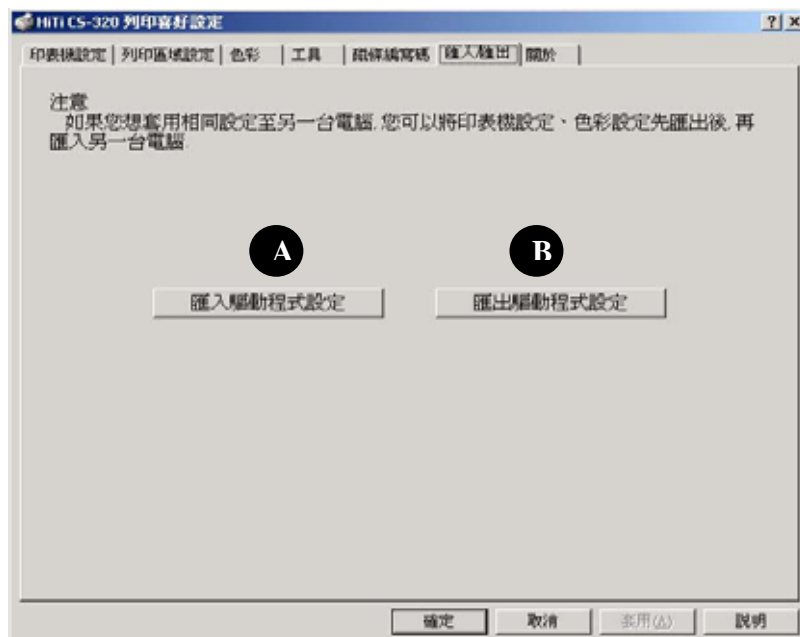 HiTi CS-320 列印喜好設定
印表機設定 列印區域設定 色彩 工具 磁條編寫碼 匯入/匯出 關於
注意
如果您想套用相同設定至另一台電腦,您可以將印表機設定、色彩設定先匯出後,再
匯入另一台電腦.
A B
匯入驅動程式設定 匯出驅動程式設定
確定 取消 套用(A) 說明